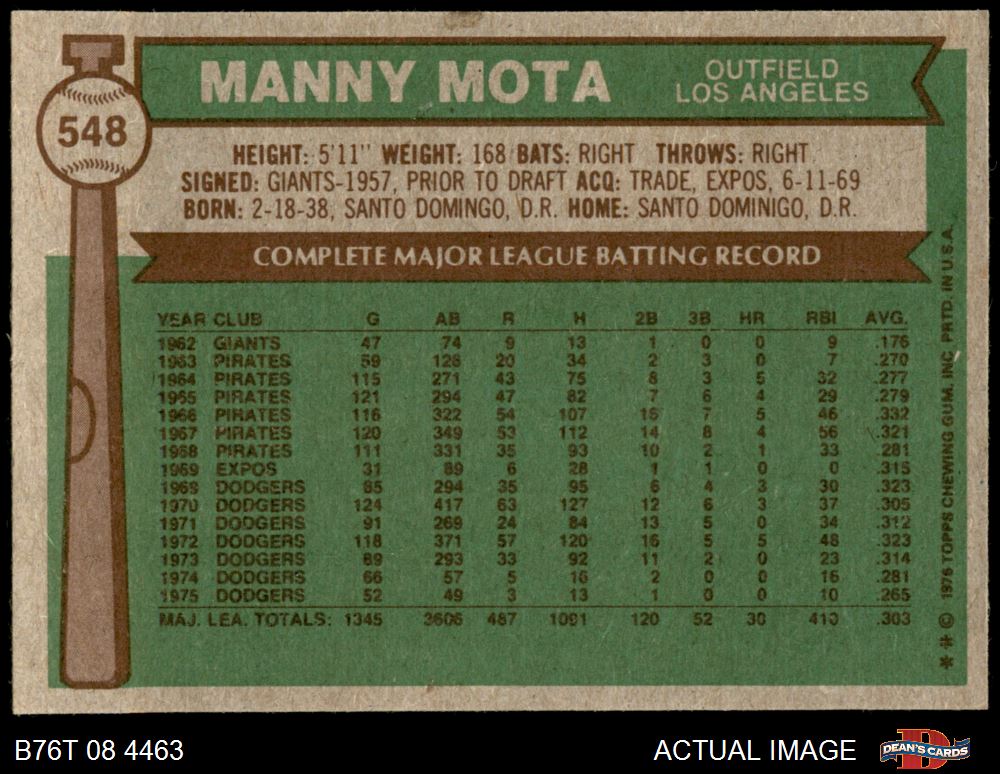 548
MANNY MOTA
OUTFIELD
LOS ANGELES
HEIGHT: 5'11" WEIGHT: 168 BATS: RIGHT THROWS: RIGHT
SIGNED: GIANTS-1957, PRIOR TO DRAFT ACQ: TRADE, EXPOS, 6-11-69
BORN: 2-18-38, SANTO DOMINGO, D.R. HOME: SANTO DOMINIGO, D.R.
COMPLETE MAJOR LEAGUE BATTING RECORD
YEAR CLUB G AB R H 2B 3B HR RBI AVG.
1962 GIANTS 47 74 9 13 1 0 0 9 .176
1963 PIRATES 59 126 20 34 2 3 0 7 .270
1964 PIRATES 115 271 43 75 8 3 5 32 .277
1965 PIRATES 121 294 47 82 7 6 4 29 .279
1966 PIRATES 116 322 54 107 16 7 5 46 .332
1967 PIRATES 120 349 53 112 14 8 4 56 .321
1968 PIRATES 111 331 35 93 10 2 1 33 .281
1969 EXPOS 31 89 6 28 1 1 0 0 .315
1969 DODGERS 85 294 35 95 6 4 3 30 .323
1970 DODGERS 124 417 63 127 12 6 3 37 .305
1971 DODGERS 91 269 24 84 13 5 0 34 .312
1972 DODGERS 118 371 57 120 16 5 5 48 .323
1973 DODGERS 89 293 33 92 11 2 0 23 .314
1974 DODGERS 66 57 5 16 2 0 0 16 .281
1975 DODGERS 52 49 3 13 1 0 0 10 .265
MAJ. LEA. TOTALS: 1345 3606 487 1091 120 52 30 410 .303
* # © 1976 TOPPS CHEWING GUM, INC. PRTD. IN U.S.A.
B76T 08 4463
ACTUAL IMAGE
DEAN'S CARDS